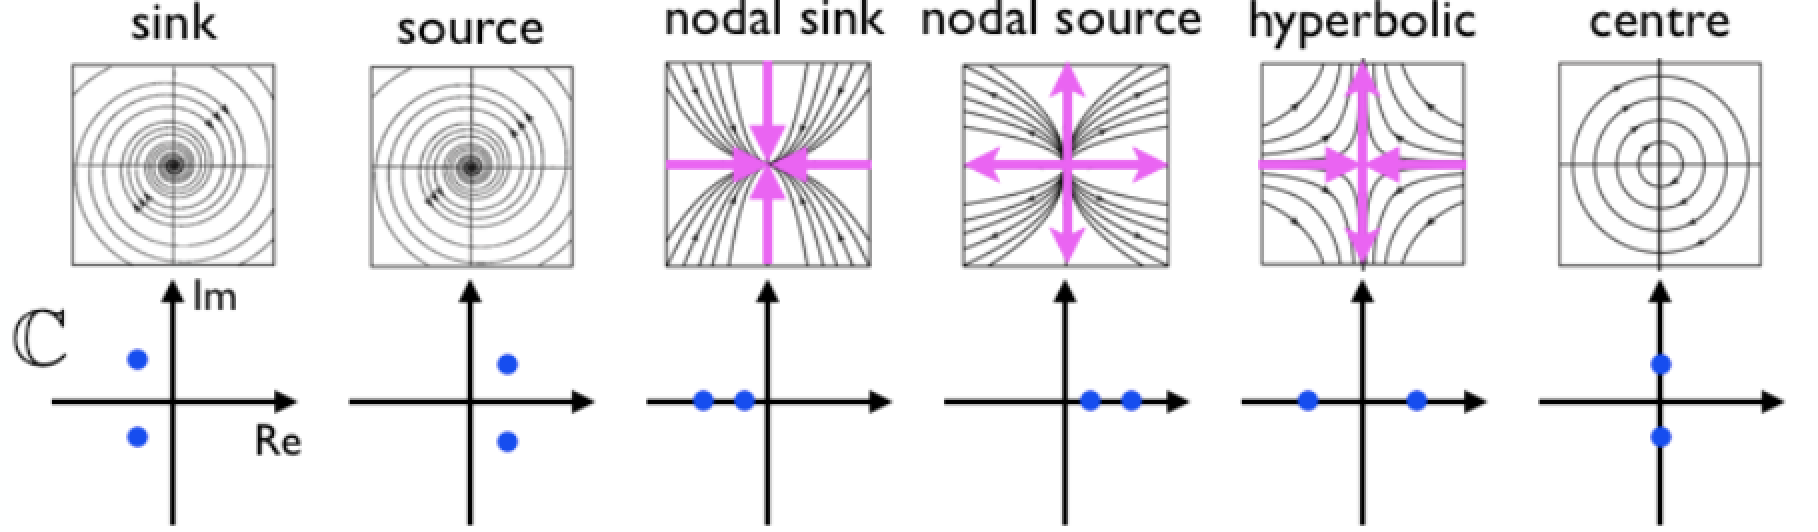 sink
source
nodal sink
nodal source
hyperbolic
centre
Im
ℂ
Re